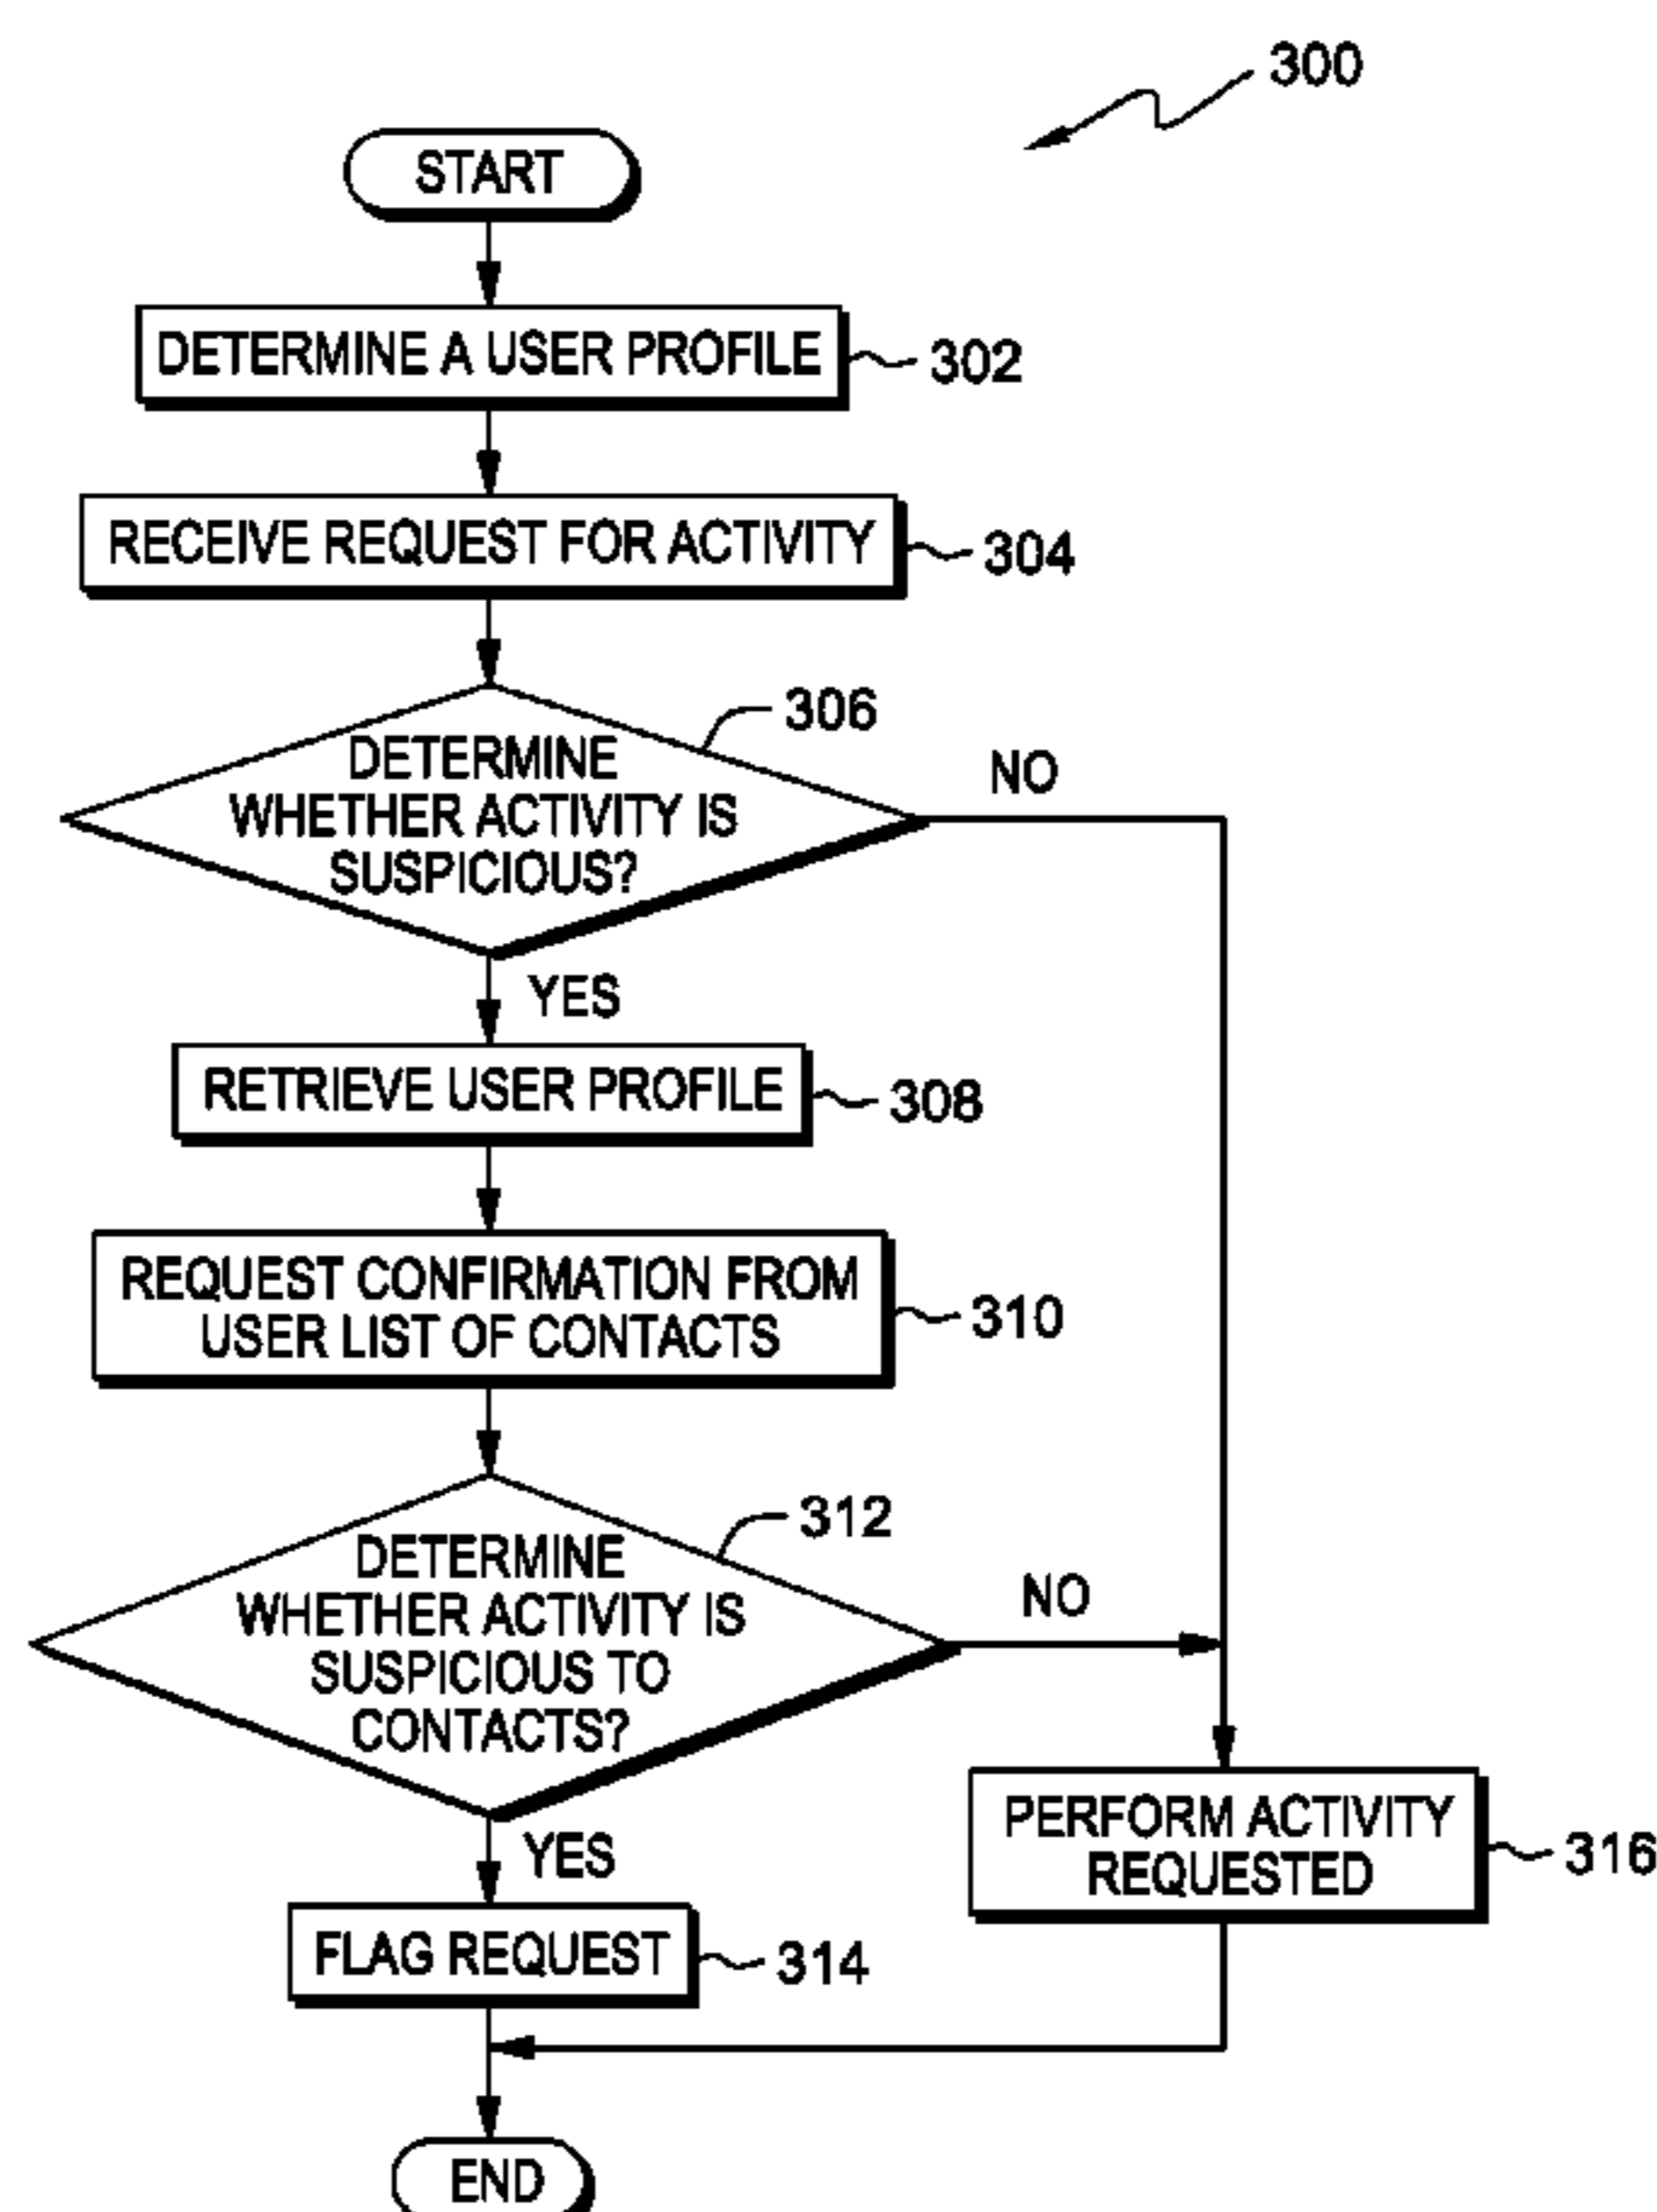 300
START
DETERMINE A USER PROFILE
302
RECEIVE REQUEST FOR ACTIVITY
304
306
DETERMINE
WHETHER ACTIVITY IS
SUSPICIOUS?
NO
YES
RETRIEVE USER PROFILE
308
REQUEST CONFIRMATION FROM
USER LIST OF CONTACTS
310
312
DETERMINE
WHETHER ACTIVITY IS
SUSPICIOUS TO
CONTACTS?
NO
YES
PERFORM ACTIVITY
REQUESTED
316
FLAG REQUEST
314
END